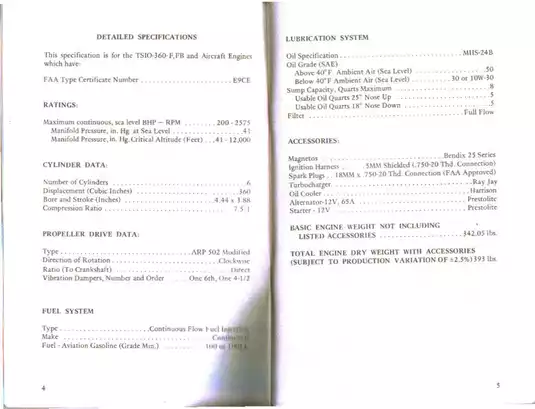 DETAILED SPECIFICATIONS
This specification is for the TSIO-360-F,FB and Aircraft Engines
which have:
FAA Type Certificate Number . . . . . . . . . . . . . . . . . . E9CE
RATINGS:
Maximum continuous, sea level BHP — RPM . . . . . . . . 200 - 2575
Manifold Pressure, in. Hg. at Sea Level . . . . . . . . . . . . . . 41
Manifold Pressure, in. Hg. Critical Altitude (Feet) . . . 41 - 12,000
CYLINDER DATA:
Number of Cylinders . . . . . . . . . . . . . . . . . . . . . . . . . 6
Displacement (Cubic Inches) . . . . . . . . . . . . . . . . . . . 360
Bore and Stroke (Inches) . . . . . . . . . . . . . . . . 4.44 x 3.88
Compression Ratio . . . . . . . . . . . . . . . . . . . . . . . 7.5:1
PROPELLER DRIVE DATA:
Type . . . . . . . . . . . . . . . . . . . . . . . . ARP 502 Modified
Direction of Rotation . . . . . . . . . . . . . . . . . . . Clockwise
Ratio (To Crankshaft) . . . . . . . . . . . . . . . . . . . . Direct
Vibration Dampers, Number and Order . . . One 6th, One 4-1/2
FUEL SYSTEM
Type . . . . . . . . . . . . . . . . Continuous Flow Fuel
Make . . . . . . . . . . . . . . . . . . . . . . . . . .
Fuel - Aviation Gasoline (Grade Min.) . . . . . . . . 100 or
4
LUBRICATION SYSTEM
Oil Specification . . . . . . . . . . . . . . . . . . . . . . MHS-24B
Oil Grade (SAE)
Above 40°F Ambient Air (Sea Level) . . . . . . . . . . . . . . 50
Below 40°F Ambient Air (Sea Level) . . . . . . . . 30 or 10W-30
Sump Capacity, Quarts Maximum . . . . . . . . . . . . . . . . . 8
Usable Oil Quarts 25° Nose Up . . . . . . . . . . . . . . . . . . 5
Usable Oil Quarts 18° Nose Down . . . . . . . . . . . . . . . . 5
Filter . . . . . . . . . . . . . . . . . . . . . . . . . . . Full Flow
ACCESSORIES:
Magnetos . . . . . . . . . . . . . . . . . . . . . . Bendix 25 Series
Ignition Harness . . . . 5MM Shielded (.750-20 Thd. Connection)
Spark Plugs . . 18MM x .750-20 Thd. Connection (FAA Approved)
Turbocharger . . . . . . . . . . . . . . . . . . . . . . . . . Ray Jay
Oil Cooler . . . . . . . . . . . . . . . . . . . . . . . . . . Harrison
Alternator-12V, 65A . . . . . . . . . . . . . . . . . . . . Prestolite
Starter - 12V . . . . . . . . . . . . . . . . . . . . . . . . Prestolite
BASIC ENGINE WEIGHT NOT INCLUDING
LISTED ACCESSORIES . . . . . . . . . . . . . . . . . . 342.05 lbs.
TOTAL ENGINE DRY WEIGHT WITH ACCESSORIES
(SUBJECT TO PRODUCTION VARIATION OF ±2.5%) 393 lbs.
5